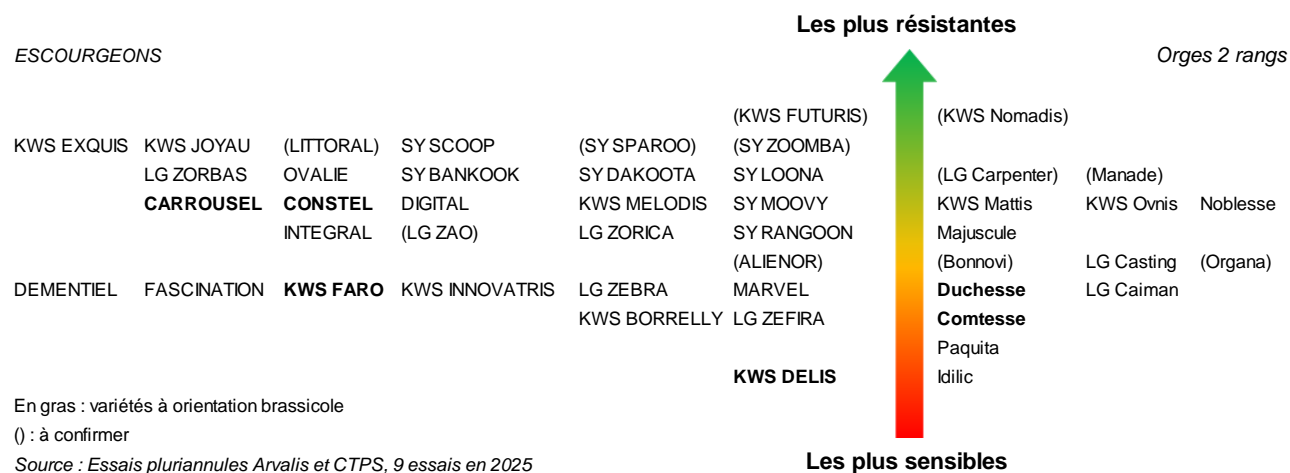 Les plus résistantes
ESCOURGEONS Orges 2 rangs
(KWS FUTURIS) (KWS Nomadis)
KWS EXQUIS KWS JOYAU (LITTORAL) SY SCOOP (SY SPAROO) (SY ZOOMBA)
LG ZORBAS OVALIE SY BANKOOK SY DAKOOTA SY LOONA (LG Carpenter) (Manade)
CARROUSEL CONSTEL DIGITAL KWS MELODIS SY MOOVY KWS Mattis KWS Ovnis Noblesse
INTEGRAL (LG ZAO) LG ZORICA SY RANGOON Majuscule
(ALIENOR) (Bonnovi) LG Casting (Organa)
DEMENTIEL FASCINATION KWS FARO KWS INNOVATRIS LG ZEBRA MARVEL Duchesse LG Caiman
KWS BORRELLY LG ZEFIRA Comtesse
Paquita
KWS DELIS Idilic
En gras : variétés à orientation brassicole
() : à confirmer
Source : Essais pluriannules Arvalis et CTPS, 9 essais en 2025 Les plus sensibles